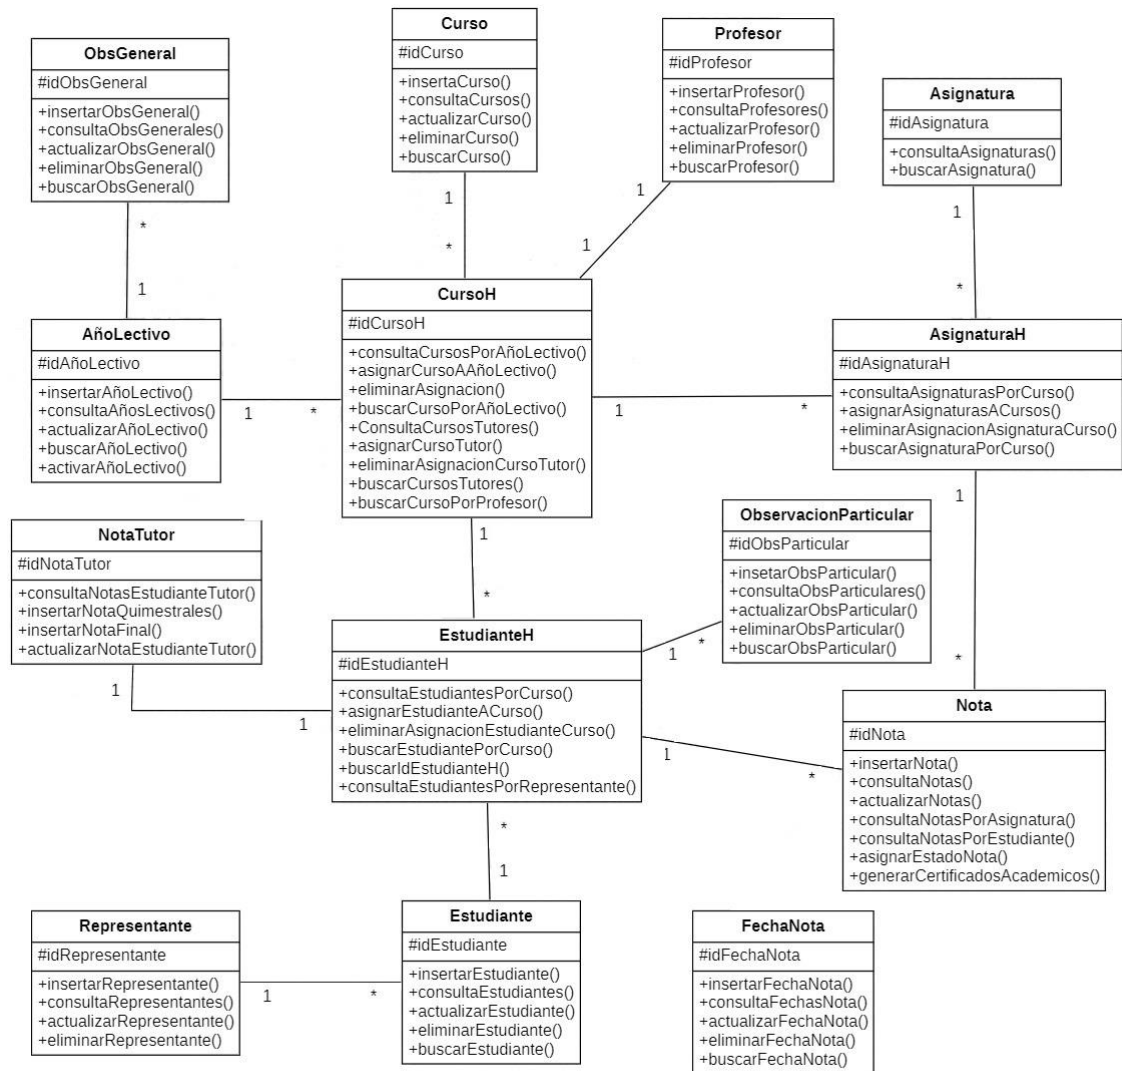 Curso
#idCurso
+insertaCurso()
+consultaCursos()
+actualizarCurso()
+eliminarCurso()
+buscarCurso()
Profesor
#idProfesor
+insertarProfesor()
+consultaProfesores()
+actualizarProfesor()
+eliminarProfesor()
+buscarProfesor()
ObsGeneral
#idObsGeneral
+insertarObsGeneral()
+consultaObsGenerales()
+actualizarObsGeneral()
+eliminarObsGeneral()
+buscarObsGeneral()
Asignatura
#idAsignatura
+consultaAsignaturas()
+buscarAsignatura()
1
*
1
1
1
*
*
1
CursoH
#idCursoH
+consultaCursosPorAñoLectivo()
+asignarCursoAAñoLectivo()
+eliminarAsignacion()
+buscarCursoPorAñoLectivo()
+ConsultaCursosTutores()
+asignarCursoTutor()
+eliminarAsignacionCursoTutor()
+buscarCursosTutores()
+buscarCursoPorProfesor()
AñoLectivo
#idAñoLectivo
+insertarAñoLectivo()
+consultaAñosLectivos()
+actualizarAñoLectivo()
+buscarAñoLectivo()
+activarAñoLectivo()
1
*
1
*
AsignaturaH
#idAsignaturaH
+consultaAsignaturasPorCurso()
+asignarAsignaturasACursos()
+eliminarAsignacionAsignaturaCurso()
+buscarAsignaturaPorCurso()
1
*
1
*
NotaTutor
#idNotaTutor
+consultaNotasEstudianteTutor()
+insertarNotaQuimestrales()
+insertarNotaFinal()
+actualizarNotaEstudianteTutor()
ObservacionParticular
#idObsParticular
+insetarObsParticular()
+consultaObsParticulares()
+actualizarObsParticular()
+eliminarObsParticular()
+buscarObsParticular()
1
1
1
*
EstudianteH
#idEstudianteH
+consultaEstudiantesPorCurso()
+asignarEstudianteACurso()
+eliminarAsignacionEstudianteCurso()
+buscarEstudiantePorCurso()
+buscarIdEstudianteH()
+consultaEstudiantesPorRepresentante()
1
*
Nota
#idNota
+insertarNota()
+consultaNotas()
+actualizarNotas()
+consultaNotasPorAsignatura()
+consultaNotasPorEstudiante()
+asignarEstadoNota()
+generarCertificadosAcademicos()
*
1
Representante
#idRepresentante
+insertarRepresentante()
+consultaRepresentantes()
+actualizarRepresentante()
+eliminarRepresentante()
1
*
Estudiante
#idEstudiante
+insertarEstudiante()
+consultaEstudiantes()
+actualizarEstudiante()
+eliminarEstudiante()
+buscarEstudiante()
FechaNota
#idFechaNota
+insertarFechaNota()
+consultaFechasNota()
+actualizarFechaNota()
+eliminarFechaNota()
+buscarFechaNota()